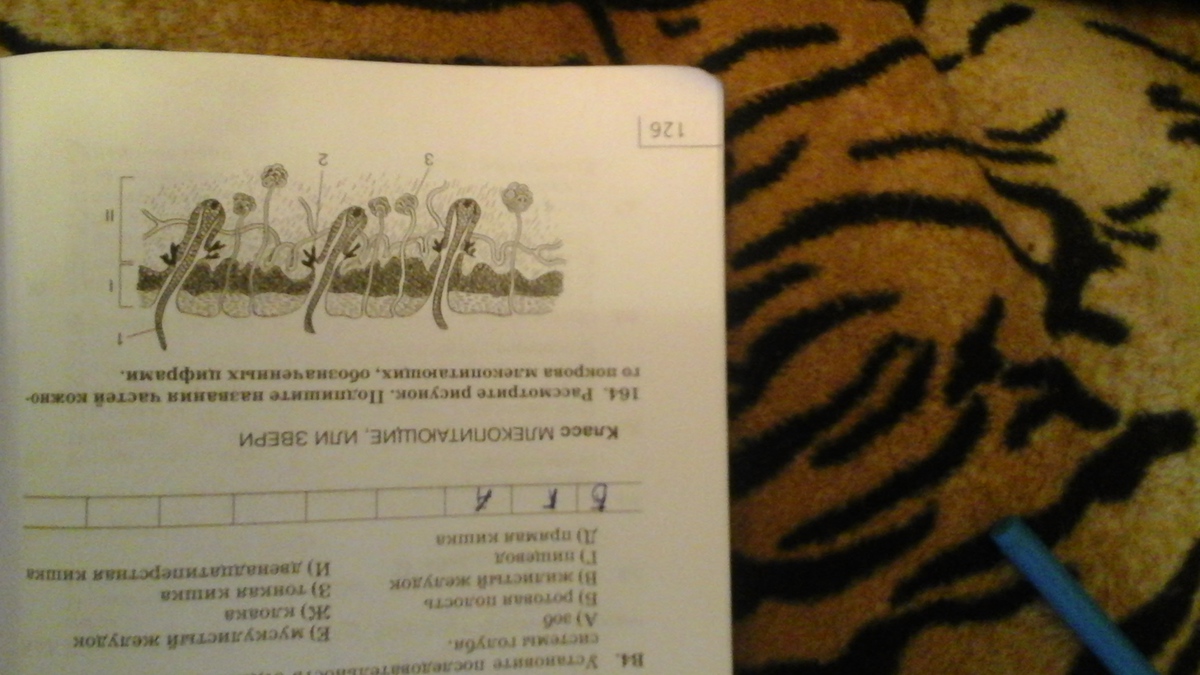 В4. Установите последовательность
системы голубя.
А) зоб
Б) ротовая полость
В) жилистый желудок
Г) пищевод
Д) прямая кишка
Е) мускулистый желудок
Ж) клоака
З) тонкая кишка
И) двенадцатиперстная кишка
Б Г А
Класс МЛЕКОПИТАЮЩИЕ, ИЛИ ЗВЕРИ
164. Рассмотрите рисунок. Подпишите названия частей кожно-
го покрова млекопитающих, обозначенных цифрами.
1
I
II
3
2
126